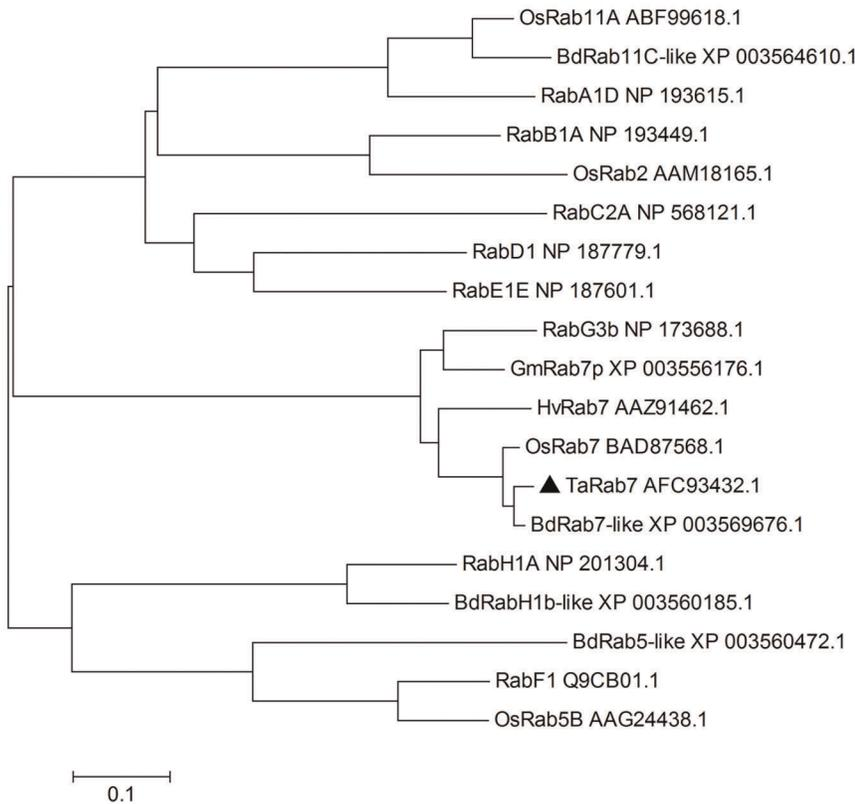 OsRab11A ABF99618.1
BdRab11C-like XP 003564610.1
RabA1D NP 193615.1
RabB1A NP 193449.1
OsRab2 AAM18165.1
RabC2A NP 568121.1
RabD1 NP 187779.1
RabE1E NP 187601.1
RabG3b NP 173688.1
GmRab7p XP 003556176.1
HvRab7 AAZ91462.1
OsRab7 BAD87568.1
TaRab7 AFC93432.1
BdRab7-like XP 003569676.1
RabH1A NP 201304.1
BdRabH1b-like XP 003560185.1
BdRab5-like XP 003560472.1
RabF1 Q9CB01.1
OsRab5B AAG24438.1
0.1